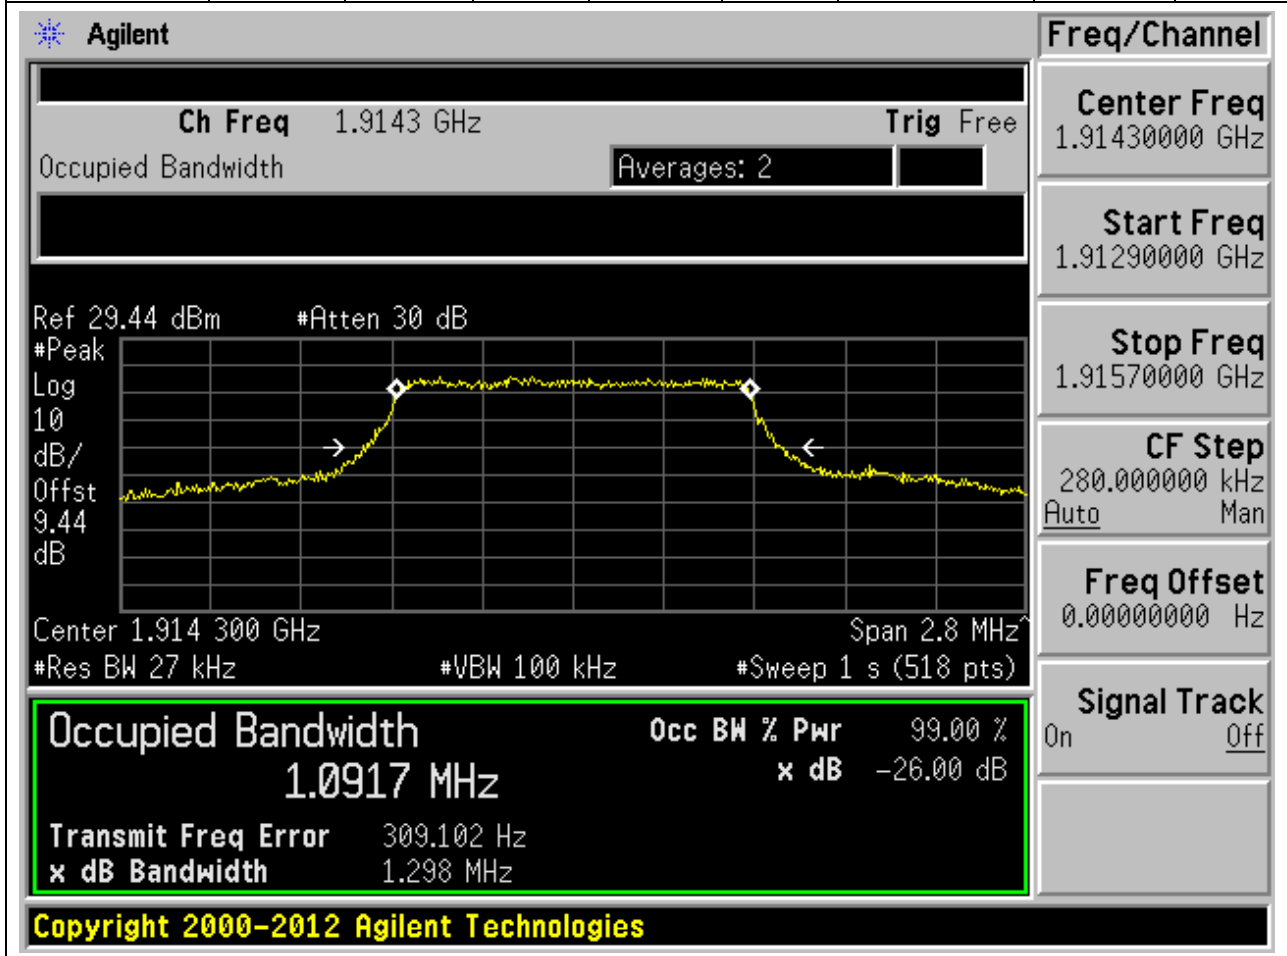 Agilent
Freq/Channel
Ch Freq 1.9143 GHz Trig Free
Occupied Bandwidth Averages: 2
Center Freq
1.91430000 GHz
Start Freq
1.91290000 GHz
Stop Freq
1.91570000 GHz
CF Step
280.000000 kHz
Auto Man
Freq Offset
0.00000000 Hz
Signal Track
On Off
Ref 29.44 dBm #Atten 30 dB
#Peak
Log
10
dB/
Offst
9.44
dB
Center 1.914 300 GHz Span 2.8 MHz^
#Res BW 27 kHz #VBW 100 kHz #Sweep 1 s (518 pts)
Occupied Bandwidth
1.0917 MHz
Occ BW % Pwr 99.00 %
x dB -26.00 dB
Transmit Freq Error 309.102 Hz
x dB Bandwidth 1.298 MHz
Copyright 2000-2012 Agilent Technologies